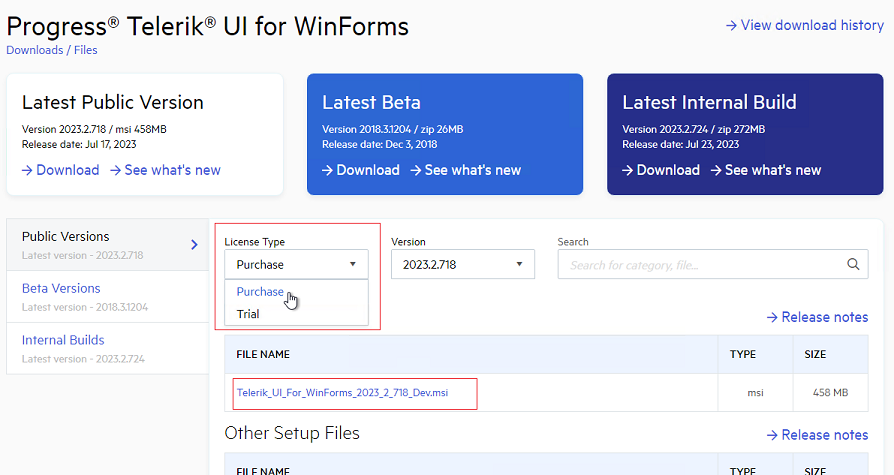 Progress® Telerik® UI for WinForms
→ View download history
Downloads / Files
Latest Public Version
Version 2023.2.718 / msi 458MB
Release date: Jul 17, 2023
→ Download → See what's new
Latest Beta
Version 2018.3.1204 / zip 26MB
Release date: Dec 3, 2018
→ Download → See what's new
Latest Internal Build
Version 2023.2.724 / zip 272MB
Release date: Jul 23, 2023
→ Download → See what's new
Public Versions
Latest version - 2023.2.718
Beta Versions
Latest version - 2018.3.1204
Internal Builds
Latest version - 2023.2.724
License Type
Purchase
Purchase
Trial
Version
2023.2.718
Search
Search for category, file...
→ Release notes
FILE NAME TYPE SIZE
Telerik_UI_For_WinForms_2023_2_718_Dev.msi msi 458 MB
Other Setup Files
→ Release notes
FILE NAME TYPE SIZE